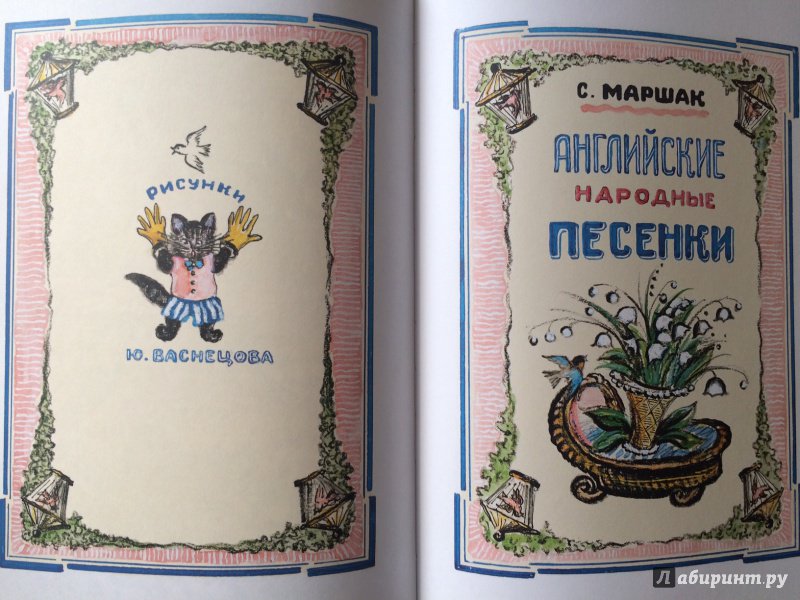 РИСУНКИ
Ю. ВАСНЕЦОВА
С. МАРШАК
АНГЛИЙСКИЕ
НАРОДНЫЕ
ПЕСЕНКИ
Лабиринт.ру